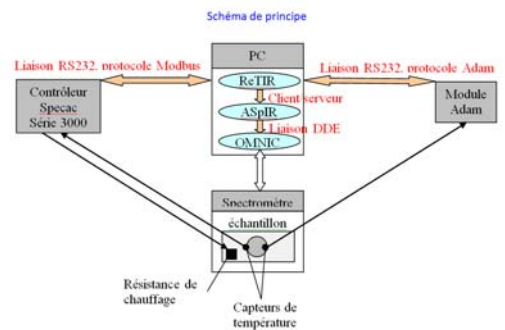 Schéma de principe
PC
Liaison RS232. protocole Modbus
Liaison RS232. protocole Adam
ReTIR
Contrôleur
Specac
Série 3000
Client serveur
Module
Adam
ASpIR
Liaison DDE
OMNIC
Spectromètre
échantillon
Résistance de
chauffage
Capteurs de
température